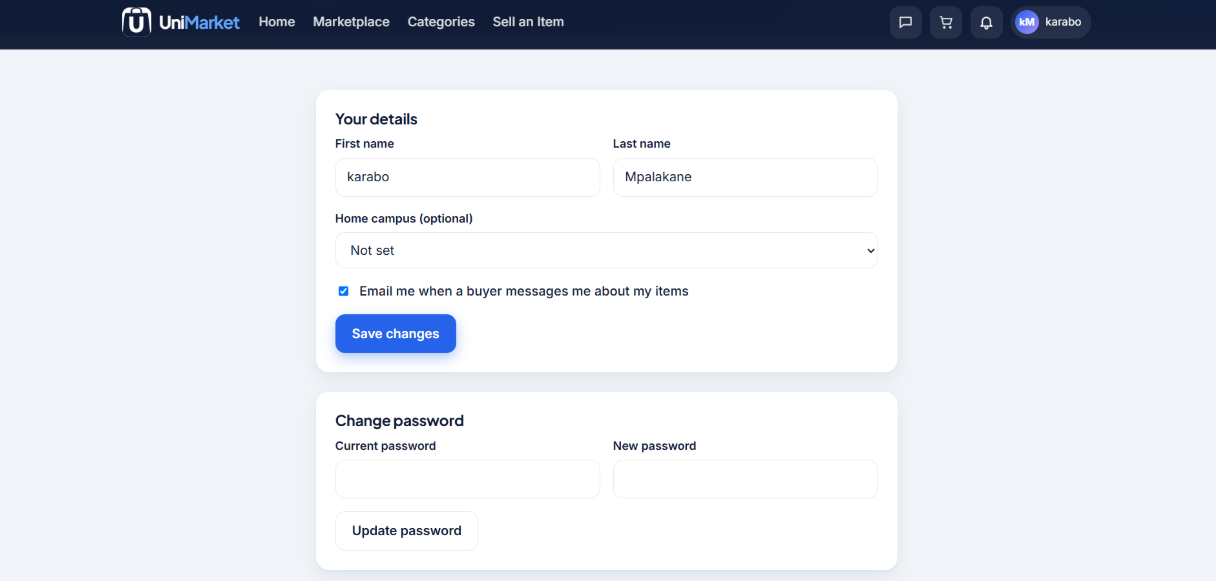 UniMarket Home Marketplace Categories Sell an Item kM karabo
Your details
First name Last name
karabo Mpalakane
Home campus (optional)
Not set
Email me when a buyer messages me about my items
Save changes
Change password
Current password New password
Update password